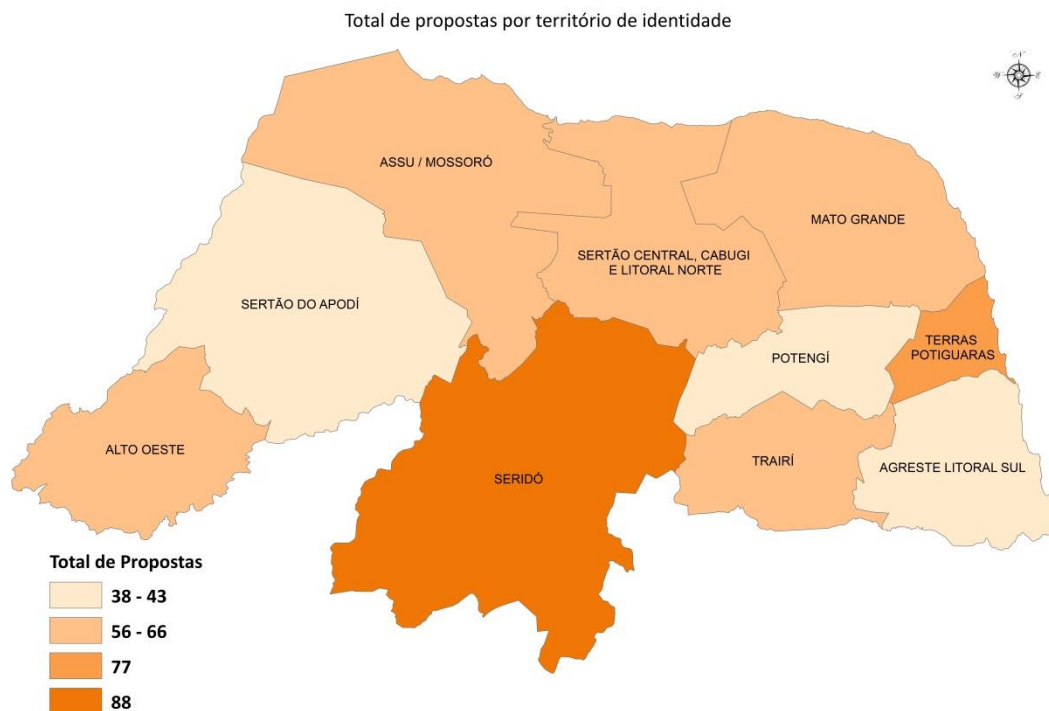 Total de propostas por território de identidade
N
W E
S
ASSU / MOSSORÓ
MATO GRANDE
SERTÃO CENTRAL, CABUGI
E LITORAL NORTE
SERTÃO DO APODÍ
TERRAS
POTIGUARAS
POTENGÍ
ALTO OESTE
TRAIRÍ
AGRESTE LITORAL SUL
SERIDÓ
Total de Propostas
38 - 43
56 - 66
77
88